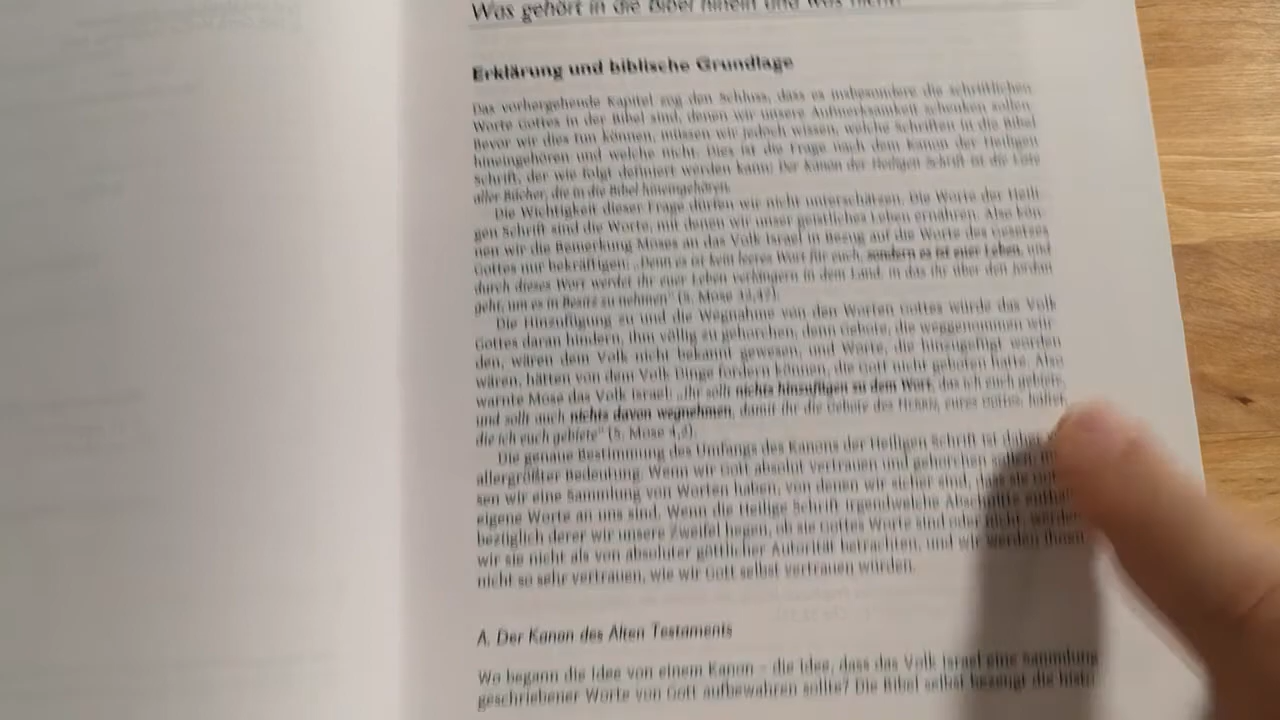 Was gehört in die Bibel hinein und was nicht?
Erklärung und biblische Grundlage
Das vorhergehende Kapitel zog den Schluss, dass es insbesondere die schriftlichen
Worte Gottes in der Bibel sind, denen wir unsere Aufmerksamkeit schenken sollen.
Bevor wir dies tun können, müssen wir jedoch wissen, welche Schriften in die Bibel
hineingehören und welche nicht. Dies ist die Frage nach dem Kanon der Heiligen
Schrift, der wie folgt definiert werden kann: Der Kanon der Heiligen Schrift ist die Liste
aller Bücher, die in die Bibel hineingehören.
Die Wichtigkeit dieser Frage dürfen wir nicht unterschätzen. Die Worte der Heili-
gen Schrift sind die Worte, mit denen wir unser geistliches Leben ernähren. Also kön-
nen wir die Bemerkung Moses an das Volk Israel in Bezug auf die Worte des Gesetzes
Gottes nur bekräftigen: „Denn es ist kein leeres Wort für euch, sondern es ist euer Leben, und
durch dieses Wort werdet ihr euer Leben verlängern in dem Land, in das ihr über den Jordan
geht, um es in Besitz zu nehmen“ (5. Mose 32,47).
Die Hinzufügung zu und die Wegnahme von den Worten Gottes würde das Volk
Gottes daran hindern, ihm völlig zu gehorchen, denn Gebote, die weggenommen wür-
den, wären dem Volk nicht bekannt gewesen, und Worte, die hinzugefügt worden
wären, hätten von dem Volk Dinge fordern können, die Gott nicht geboten hatte. Also
warnte Mose das Volk Israel: „Ihr sollt nichts hinzufügen zu dem Wort, das ich euch gebiete,
und sollt auch nichts davon wegnehmen, damit ihr die Gebote des HERRN, eures Gottes, haltet,
die ich euch gebiete“ (5. Mose 4,2).
Die genaue Bestimmung des Umfangs des Kanons der Heiligen Schrift ist daher
allergrößter Bedeutung. Wenn wir Gott absolut vertrauen und gehorchen sollen,
sen wir eine Sammlung von Worten haben, von denen wir sicher sind, dass sie
eigene Worte an uns sind. Wenn die Heilige Schrift irgendwelche Abschnitte
bezüglich derer wir unsere Zweifel hegen, ob sie Gottes Worte sind oder nicht, werden
wir sie nicht als von absoluter göttlicher Autorität betrachten, und wir werden ihnen
nicht so sehr vertrauen, wie wir Gott selbst vertrauen würden.
A. Der Kanon des Alten Testaments
Wo begann die Idee von einem Kanon – die Idee, dass das Volk Israel eine Sammlung
geschriebener Worte von Gott aufbewahren sollte? Die Bibel selbst bezeugt die